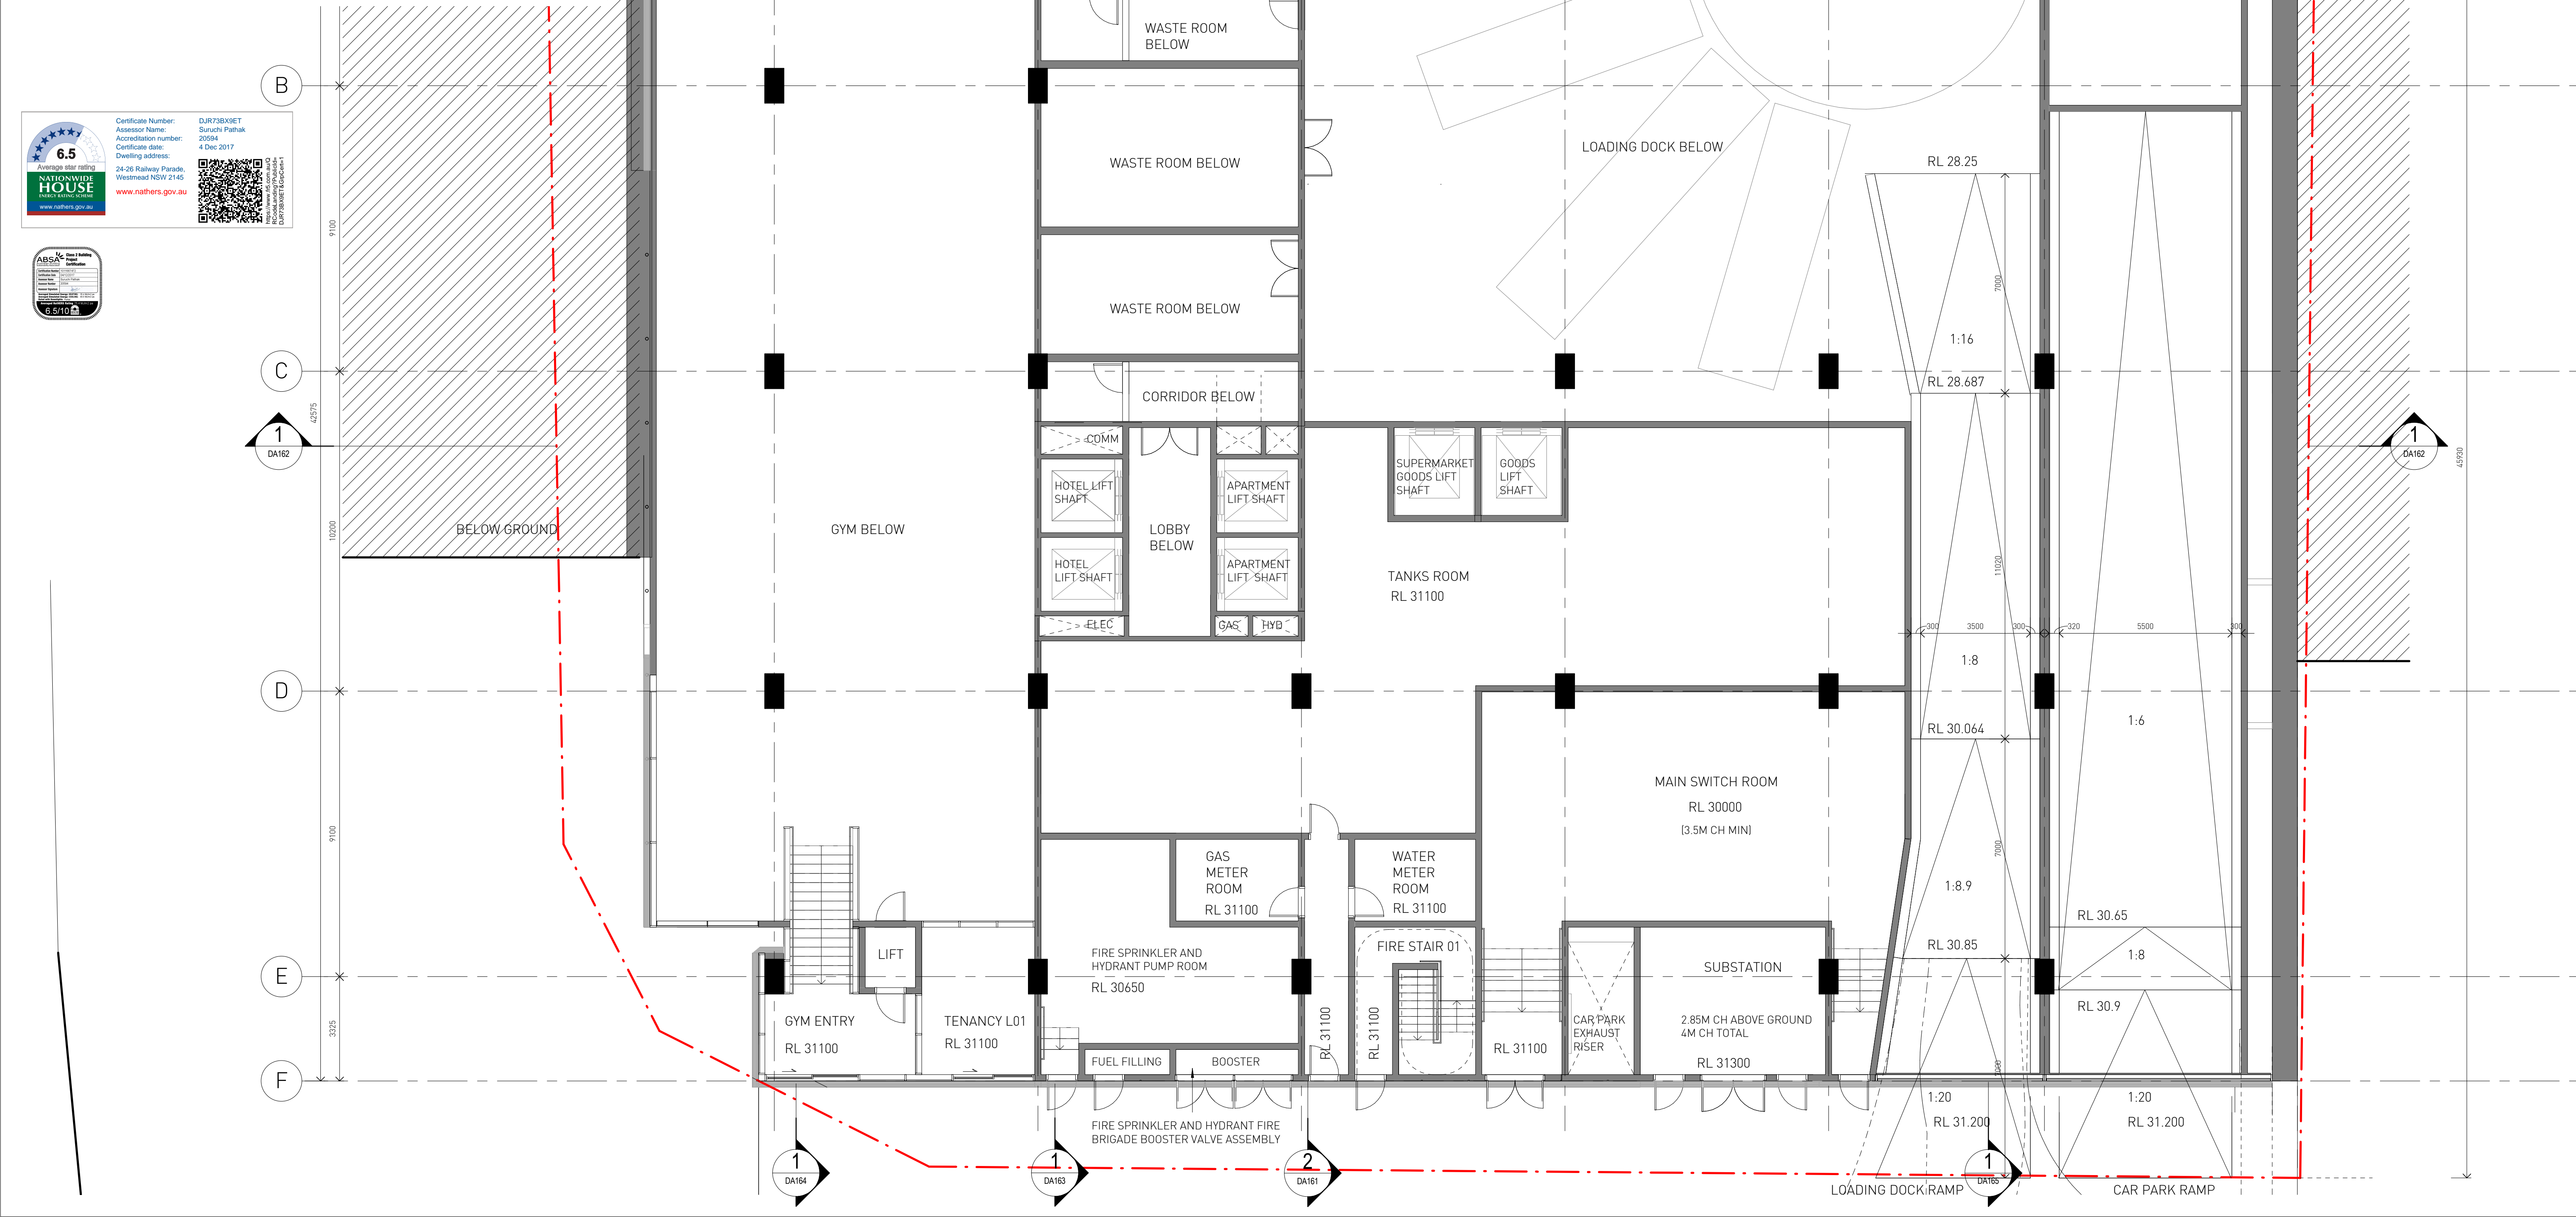 WASTE ROOM
BELOW
B
Certificate Number: DJR73BX9ET
Assessor Name: Suruchi Pathak
Accreditation number: 20594
Certificate date: 4 Dec 2017
Dwelling address:
24-26 Railway Parade,
Westmead NSW 2145
www.nathers.gov.au
6.5
Average star rating
NATIONWIDE
HOUSE
ENERGY RATING SCHEME
www.nathers.gov.au
ABSA
Class 2 Building
Project
Certification
6.5/10
9100
WASTE ROOM BELOW
LOADING DOCK BELOW
RL 28.25
7000
WASTE ROOM BELOW
1:16
C
RL 28.687
CORRIDOR BELOW
42575
1
DA162
1
DA162
45930
COMM
HOTEL LIFT
SHAFT
APARTMENT
LIFT SHAFT
SUPERMARKET
GOODS LIFT
SHAFT
GOODS
LIFT
SHAFT
10200
BELOW GROUND
GYM BELOW
LOBBY
BELOW
HOTEL
LIFT SHAFT
APARTMENT
LIFT SHAFT
TANKS ROOM
RL 31100
11020
ELEC
GAS
HYD
300
3500
300
320
5500
300
1:8
D
1:6
RL 30.064
MAIN SWITCH ROOM
RL 30000
(3.5M CH MIN)
9100
7000
GAS
METER
ROOM
RL 31100
WATER
METER
ROOM
RL 31100
1:8.9
RL 30.65
RL 30.85
1:8
LIFT
FIRE SPRINKLER AND
HYDRANT PUMP ROOM
RL 30650
FIRE STAIR 01
SUBSTATION
E
RL 30.9
3325
GYM ENTRY
RL 31100
TENANCY L01
RL 31100
RL 31100
RL 31100
RL 31100
CAR PARK
EXHAUST
RISER
2.85M CH ABOVE GROUND
4M CH TOTAL
RL 31300
FUEL FILLING
BOOSTER
7000
F
1:20
RL 31.200
1:20
RL 31.200
FIRE SPRINKLER AND HYDRANT FIRE
BRIGADE BOOSTER VALVE ASSEMBLY
1
DA164
1
DA163
2
DA161
1
DA165
LOADING DOCK RAMP
CAR PARK RAMP